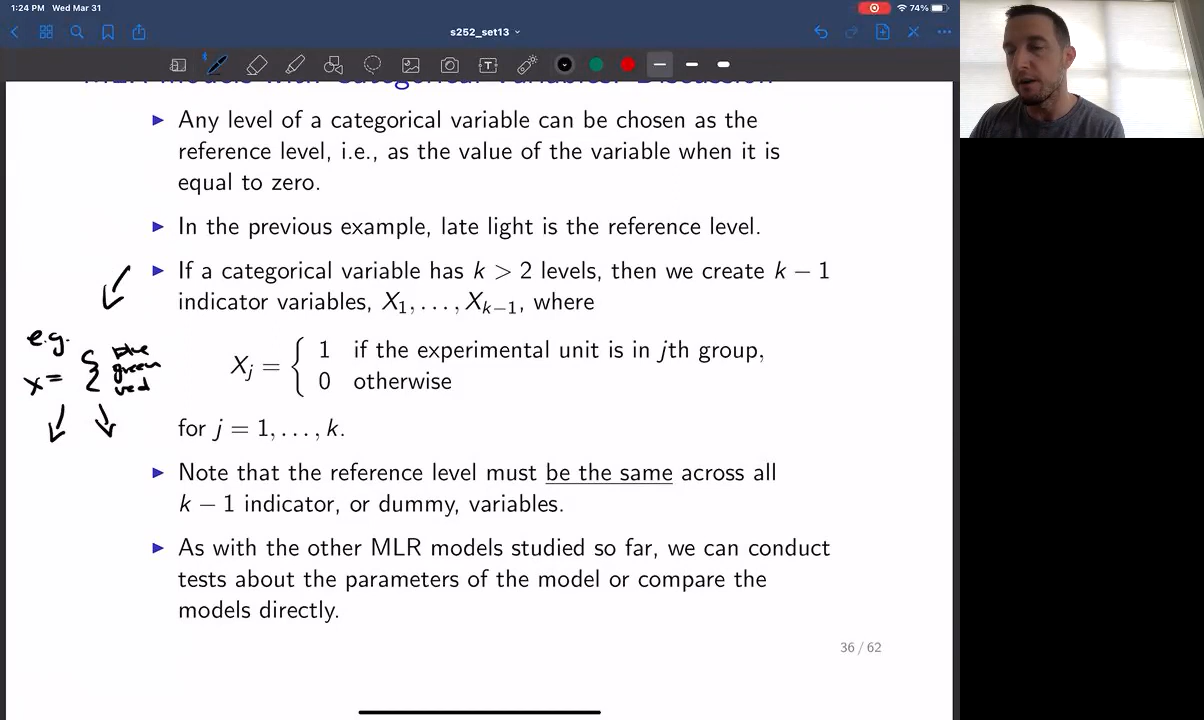 1:24 PM Wed Mar 31
74%
s252_set13
MLR Models with Categorical Variables: Discussion
Any level of a categorical variable can be chosen as the
reference level, i.e., as the value of the variable when it is
equal to zero.
In the previous example, late light is the reference level.
If a categorical variable has k > 2 levels, then we create k − 1
indicator variables, X₁, . . . , Xₖ₋₁, where
Xⱼ = { 1 if the experimental unit is in jth group,
0 otherwise
for j = 1, . . . , k.
e.g.
x = { blue
green
red
Note that the reference level must be the same across all
k − 1 indicator, or dummy, variables.
As with the other MLR models studied so far, we can conduct
tests about the parameters of the model or compare the
models directly.
36 / 62